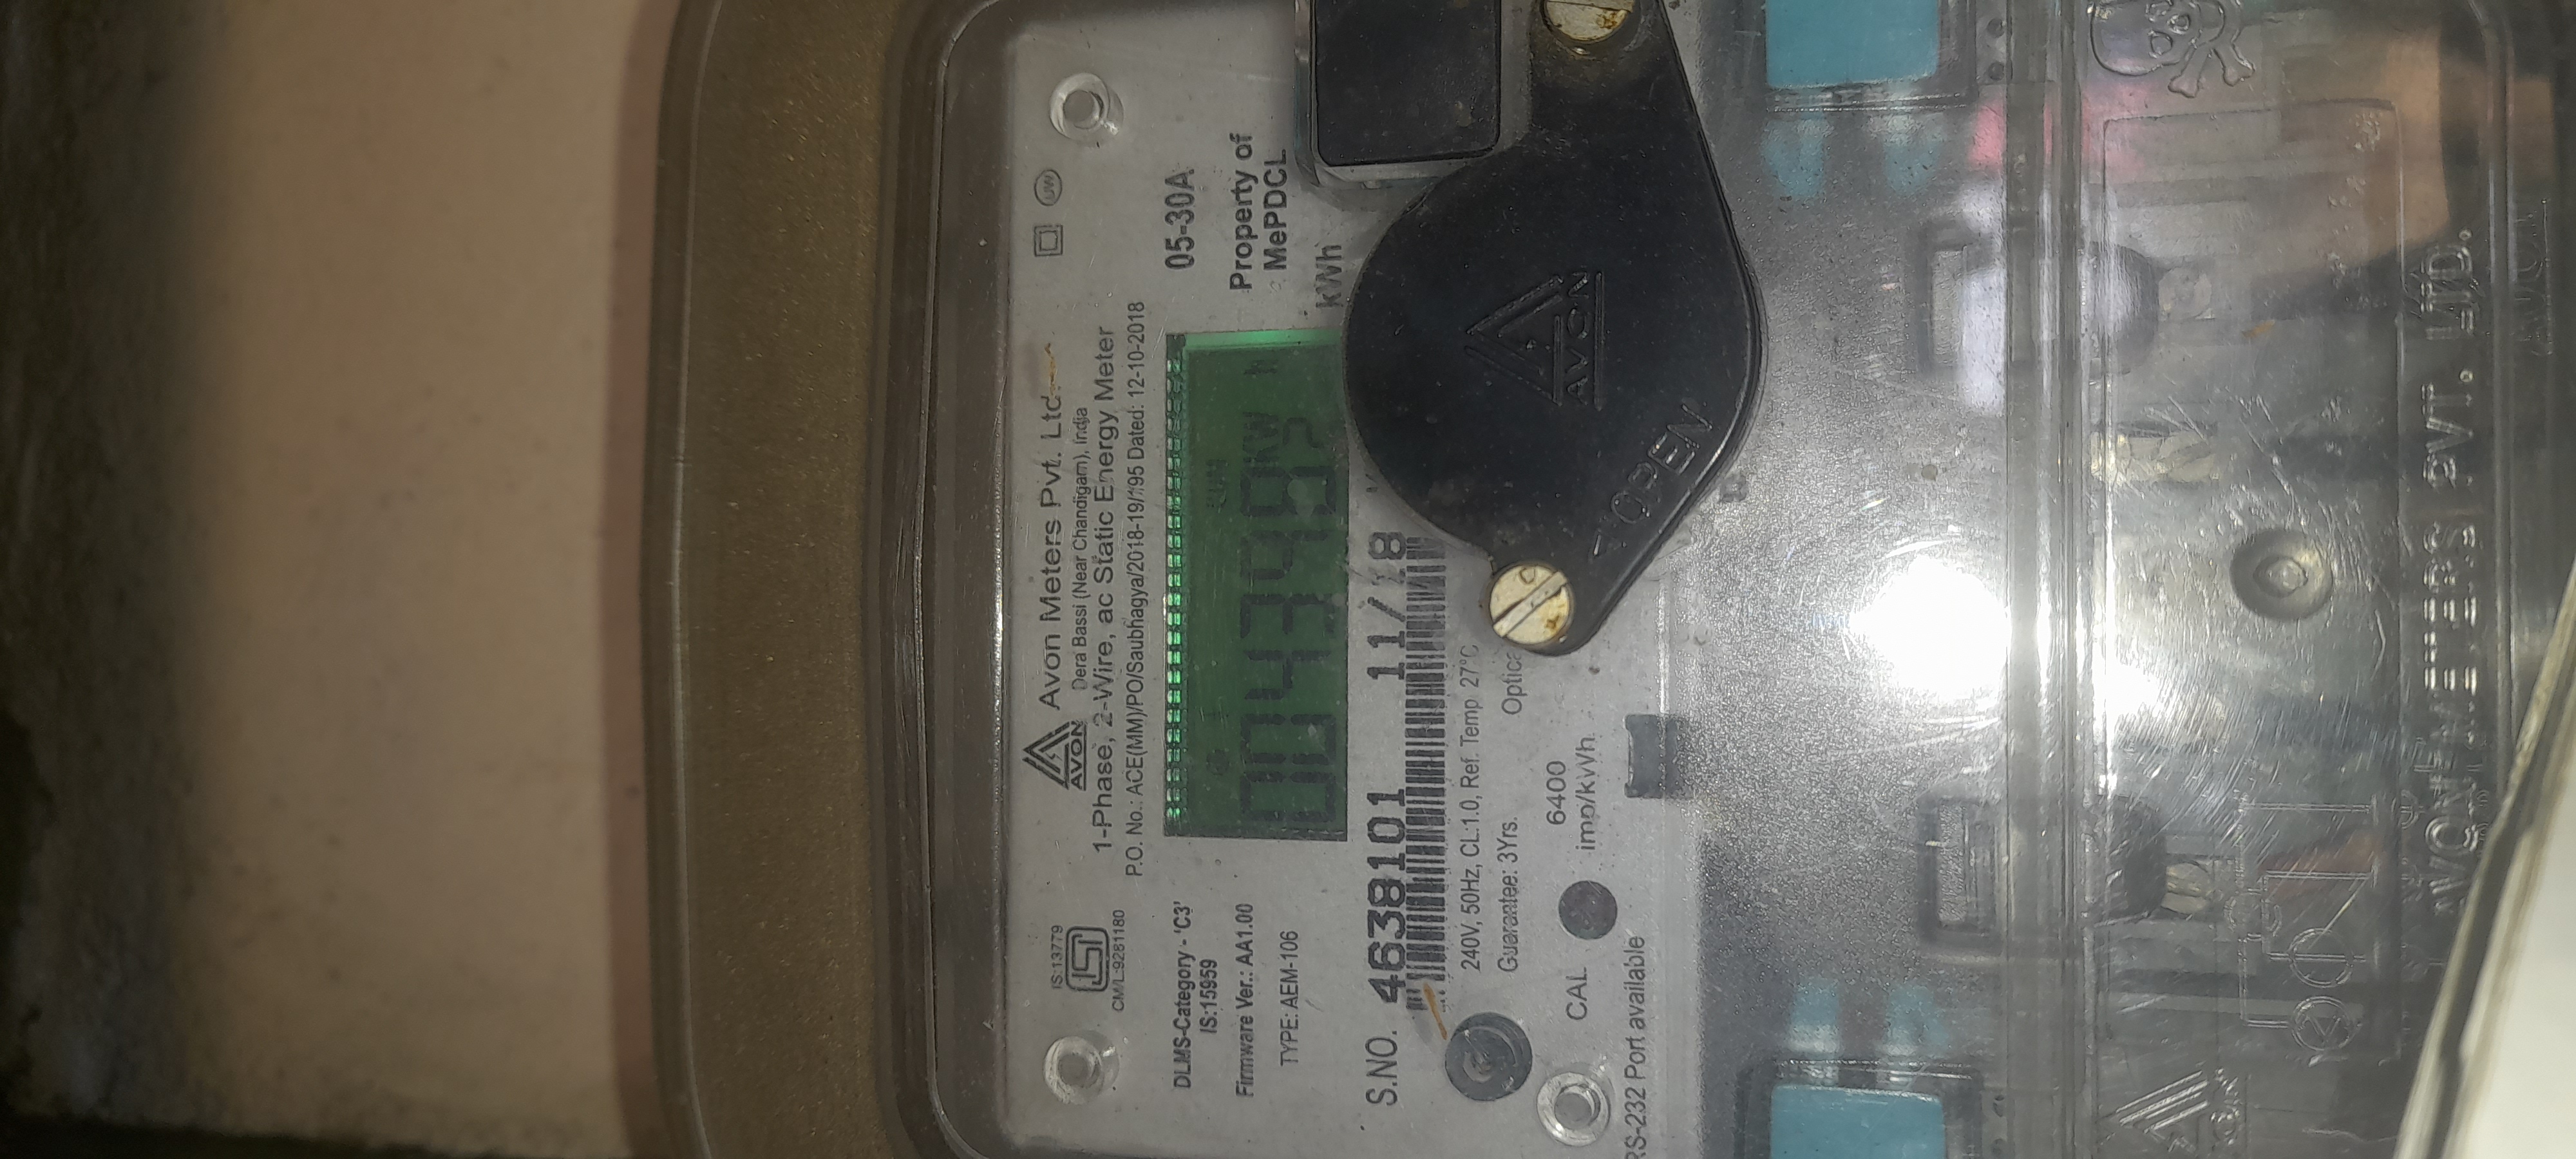 AVON
Avon Meters Pvt. Ltd.
Dera Bassi (Near Chandigarh), India
1-Phase, 2-Wire, ac Static Energy Meter
P.O. No.: ACE(MM)/PO/Saubhagya/2018-19/195 Dated: 12-10-2018
IS:13779
CM/L:9281180
UW
DLMS-Category - 'C3'
IS:15959
Firmware Ver.: AA1.00
TYPE: AEM-106
05-30A
Property of
MePDCL
kWh
S.NO. 4638101 11/18
240V, 50Hz, CL:1.0, Ref. Temp 27°C
Guarantee: 3Yrs.
Optic
CAL
6400
imp/kWh
RS-232 Port available
AVON
OPEN
AVON METERS PVT. LTD.